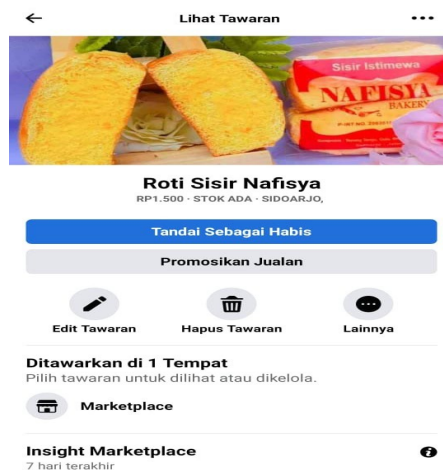 Lihat Tawaran
Sisir Istimewa
NAFISYA
BAKERY
Roti Sisir Nafisya
RP1.500 · STOK ADA · SIDOARJO,
Tandai Sebagai Habis
Promosikan Jualan
Edit Tawaran
Hapus Tawaran
Lainnya
Ditawarkan di 1 Tempat
Pilih tawaran untuk dilihat atau dikelola.
Marketplace
Insight Marketplace
7 hari terakhir